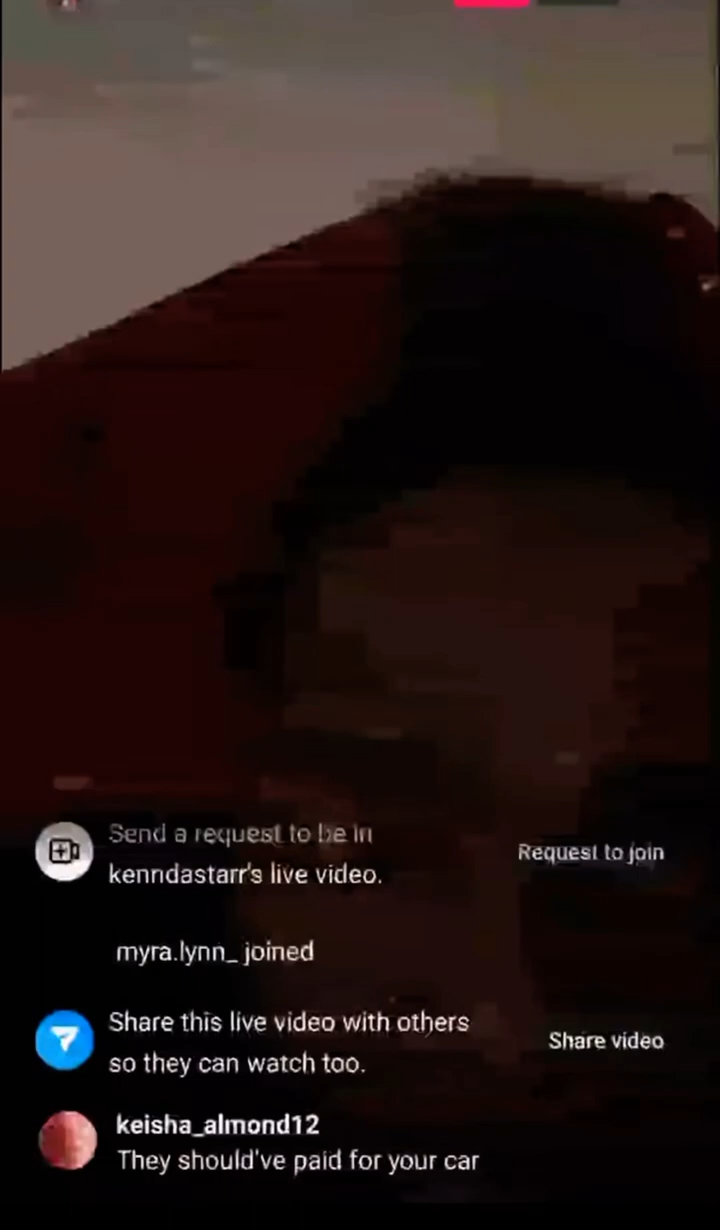 Send a request to be in
kenndastarr's live video.
Request to join
myra.lynn_ joined
Share this live video with others
so they can watch too.
Share video
keisha_almond12
They should've paid for your car